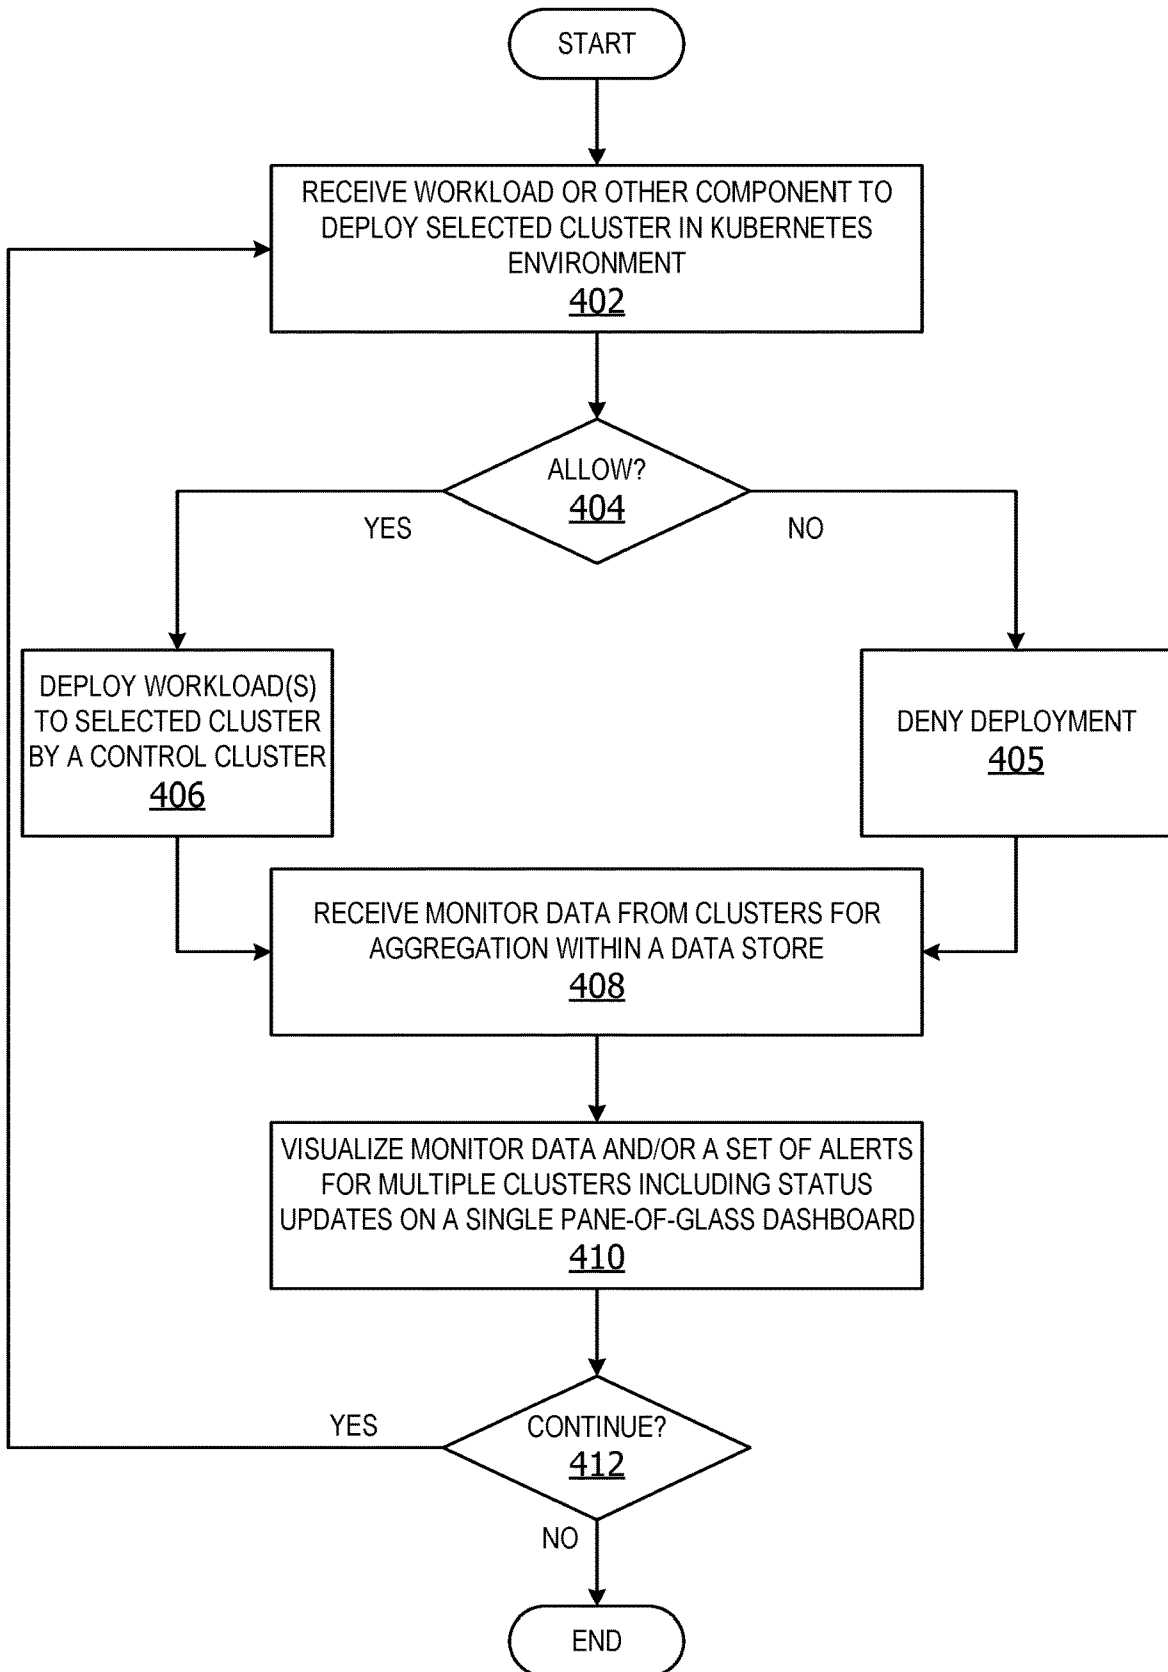 START
RECEIVE WORKLOAD OR OTHER COMPONENT TO
DEPLOY SELECTED CLUSTER IN KUBERNETES
ENVIRONMENT
402
ALLOW?
404
YES
NO
DEPLOY WORKLOAD(S)
TO SELECTED CLUSTER
BY A CONTROL CLUSTER
406
DENY DEPLOYMENT
405
RECEIVE MONITOR DATA FROM CLUSTERS FOR
AGGREGATION WITHIN A DATA STORE
408
VISUALIZE MONITOR DATA AND/OR A SET OF ALERTS
FOR MULTIPLE CLUSTERS INCLUDING STATUS
UPDATES ON A SINGLE PANE-OF-GLASS DASHBOARD
410
YES
CONTINUE?
412
NO
END